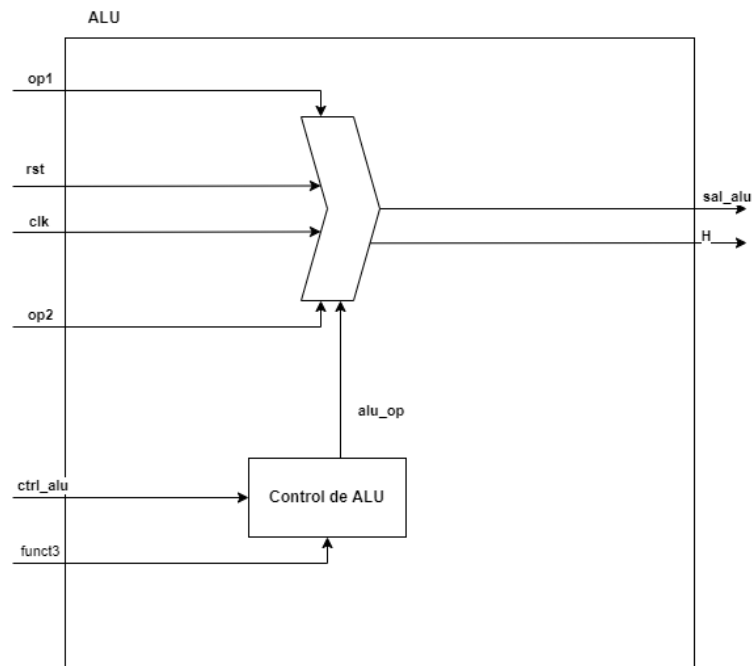 ALU
op1
rst
sal_alu
clk
H
op2
alu_op
ctrl_alu
Control de ALU
funct3